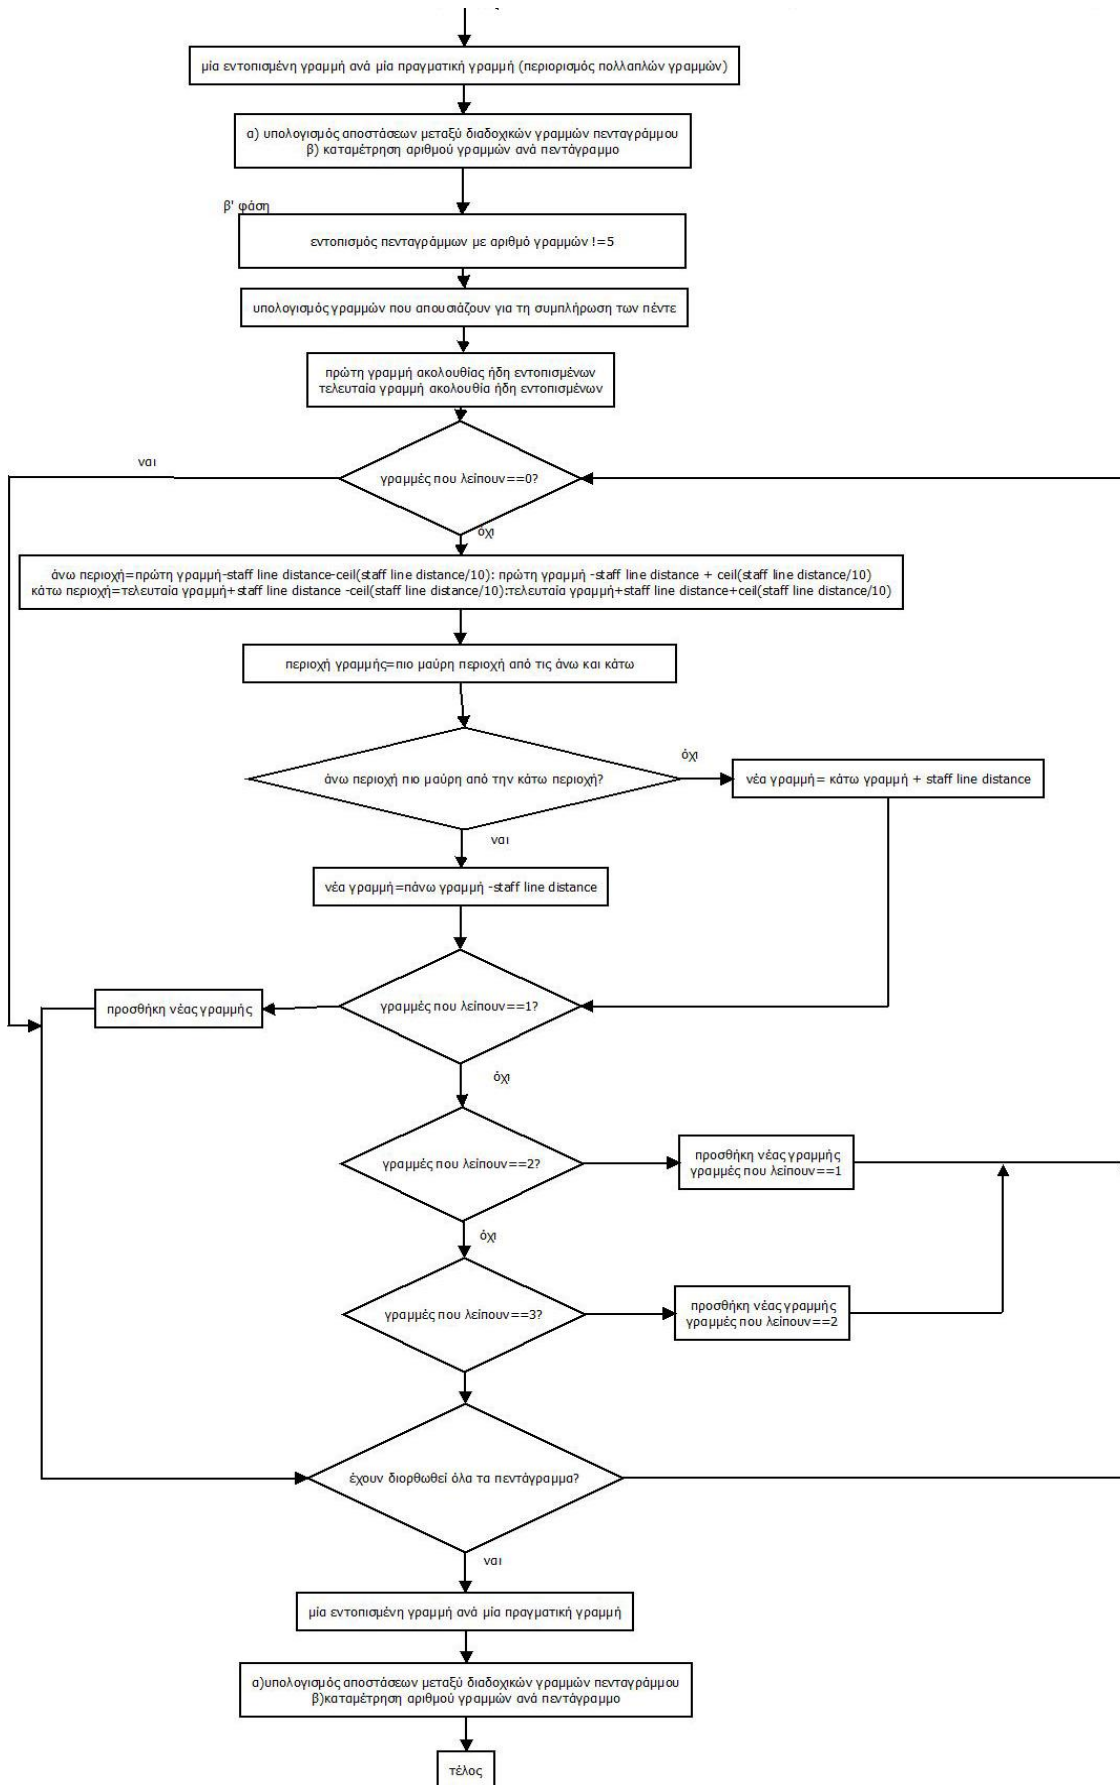 μία εντοπισμένη γραμμή ανά μία πραγματική γραμμή (περιορισμός πολλαπλών γραμμών)
α) υπολογισμός αποστάσεων μεταξύ διαδοχικών γραμμών πενταγράμμου
β) καταμέτρηση αριθμού γραμμών ανά πεντάγραμμο
β' φάση
εντοπισμός πενταγράμμων με αριθμό γραμμών !=5
υπολογισμός γραμμών που απουσιάζουν για τη συμπλήρωση των πέντε
πρώτη γραμμή ακολουθίας ήδη εντοπισμένων
τελευταία γραμμή ακολουθία ήδη εντοπισμένων
ναι
γραμμές που λείπουν==0?
όχι
άνω περιοχή=πρώτη γραμμή-staff line distance-ceil(staff line distance/10): πρώτη γραμμή -staff line distance + ceil(staff line distance/10)
κάτω περιοχή=τελευταία γραμμή+staff line distance -ceil(staff line distance/10):τελευταία γραμμή+staff line distance+ceil(staff line distance/10)
περιοχή γραμμής=πιο μαύρη περιοχή από τις άνω και κάτω
άνω περιοχή πιο μαύρη από την κάτω περιοχή?
όχι
νέα γραμμή= κάτω γραμμή + staff line distance
ναι
νέα γραμμή=πάνω γραμμή -staff line distance
γραμμές που λείπουν==1?
προσθήκη νέας γραμμής
όχι
γραμμές που λείπουν==2?
προσθήκη νέας γραμμής
γραμμές που λείπουν==1
όχι
γραμμές που λείπουν==3?
προσθήκη νέας γραμμής
γραμμές που λείπουν==2
έχουν διορθωθεί όλα τα πεντάγραμμα?
ναι
μία εντοπισμένη γραμμή ανά μία πραγματική γραμμή
α)υπολογισμός αποστάσεων μεταξύ διαδοχικών γραμμών πενταγράμμου
β)καταμέτρηση αριθμού γραμμών ανά πεντάγραμμο
τέλος